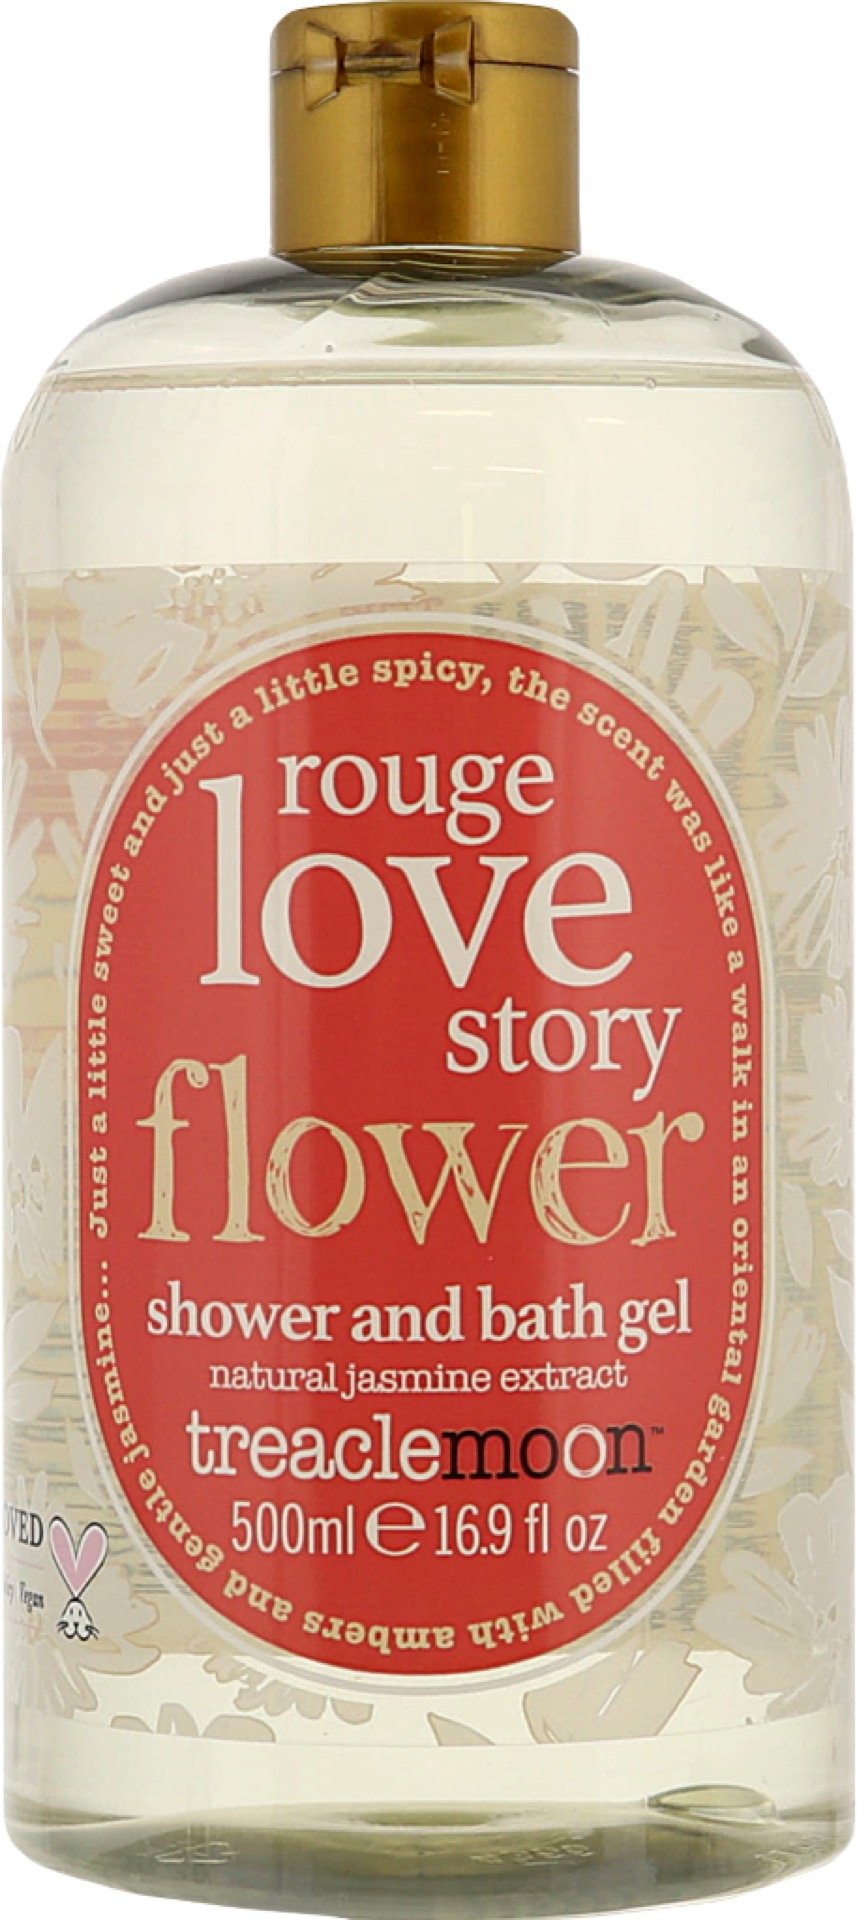 Just a little sweet and just a little spicy, the scent was like a walk in an oriental garden filled with ambers and gentle jasmine...
rouge
love
story
flower
shower and bath gel
natural jasmine extract
treaclemoon™
500ml e 16.9 fl oz
Vegan